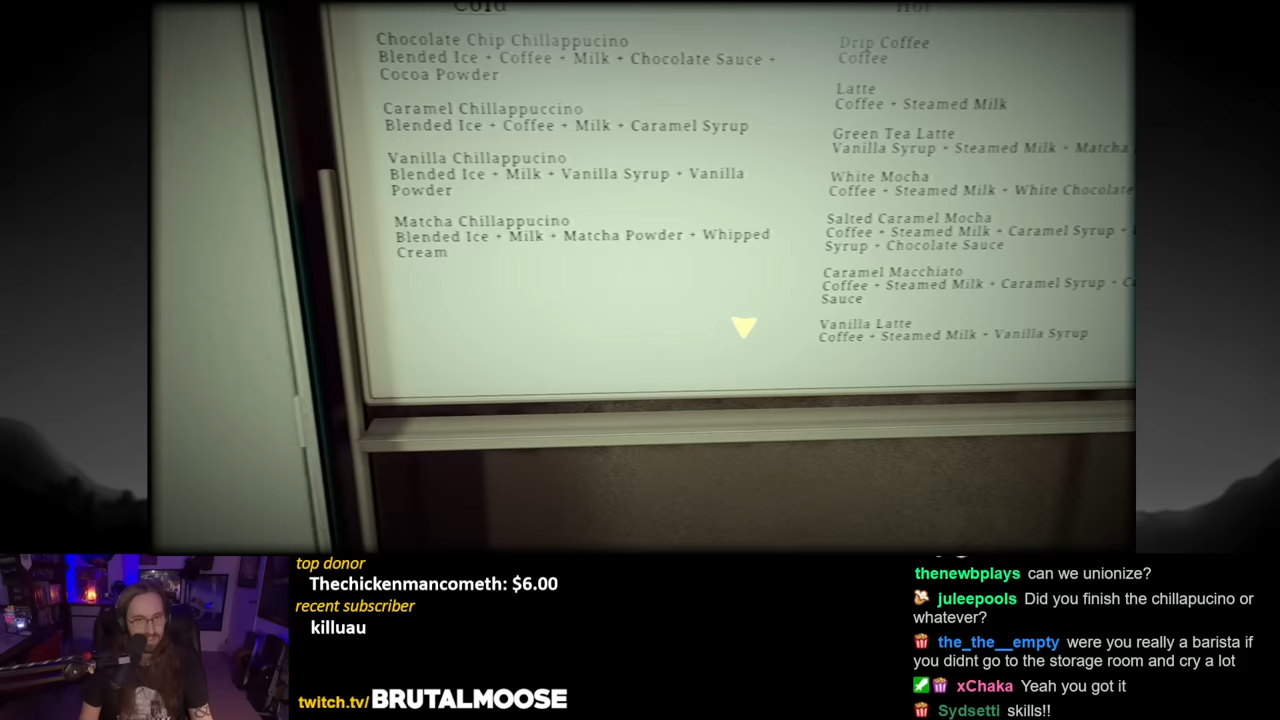 Cold
Hot
Chocolate Chip Chillappucino
Blended Ice + Coffee + Milk + Chocolate Sauce +
Cocoa Powder
Caramel Chillappuccino
Blended Ice + Coffee + Milk + Caramel Syrup
Vanilla Chillappucino
Blended Ice + Milk + Vanilla Syrup + Vanilla
Powder
Matcha Chillappucino
Blended Ice + Milk + Matcha Powder + Whipped
Cream
Drip Coffee
Coffee
Latte
Coffee + Steamed Milk
Green Tea Latte
Vanilla Syrup + Steamed Milk + Matcha
White Mocha
Coffee + Steamed Milk + White Chocolate
Salted Caramel Mocha
Coffee + Steamed Milk + Caramel Syrup +
Syrup + Chocolate Sauce
Caramel Macchiato
Coffee + Steamed Milk + Caramel Syrup +
Sauce
Vanilla Latte
Coffee + Steamed Milk + Vanilla Syrup
top donor
Thechickenmancometh: $6.00
recent subscriber
killuau
twitch.tv/BRUTALMOOSE
thenewbplays can we unionize?
juleepools Did you finish the chillapucino or
whatever?
the_the__empty were you really a barista if
you didnt go to the storage room and cry a lot
xChaka Yeah you got it
Sydsetti skills!!